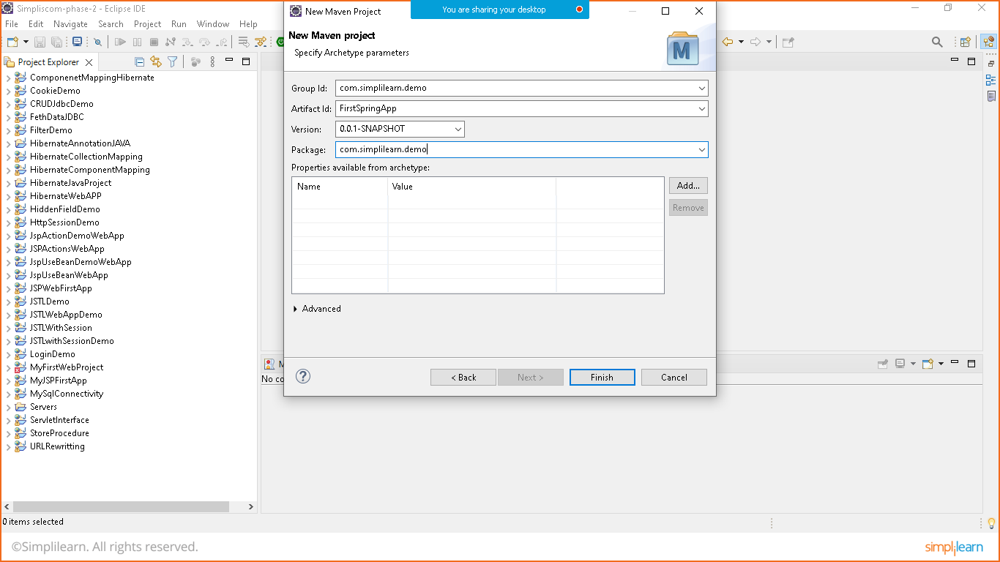 Simpliscom-phase-2 - Eclipse IDE
File Edit Navigate Search Project Run Window Help
Project Explorer
ComponenetMappingHibernate
CookieDemo
CRUDJdbcDemo
FethDataJDBC
FilterDemo
HibernateAnnotationJAVA
HibernateCollectionMapping
HibernateComponentMapping
HibernateJavaProject
HibernateWebAPP
HiddenFieldDemo
HttpSessionDemo
JspActionDemoWebApp
JSPActionsWebApp
JspUseBeanDemoWebApp
JspUseBeanWebApp
JSPWebFirstApp
JSTLDemo
JSTLWebAppDemo
JSTLWithSession
JSTLwithSessionDemo
LoginDemo
MyFirstWebProject
MyJSPFirstApp
MySqlConnectivity
Servers
ServletInterface
StoreProcedure
URLRewritting
New Maven Project
You are sharing your desktop
New Maven project
Specify Archetype parameters
M
Group Id: com.simplilearn.demo
Artifact Id: FirstSpringApp
Version: 0.0.1-SNAPSHOT
Package: com.simplilearn.demo
Properties available from archetype:
Name Value
Add...
Remove
Advanced
? < Back Next > Finish Cancel
M
No co
0 items selected
©Simplilearn. All rights reserved.
simplilearn